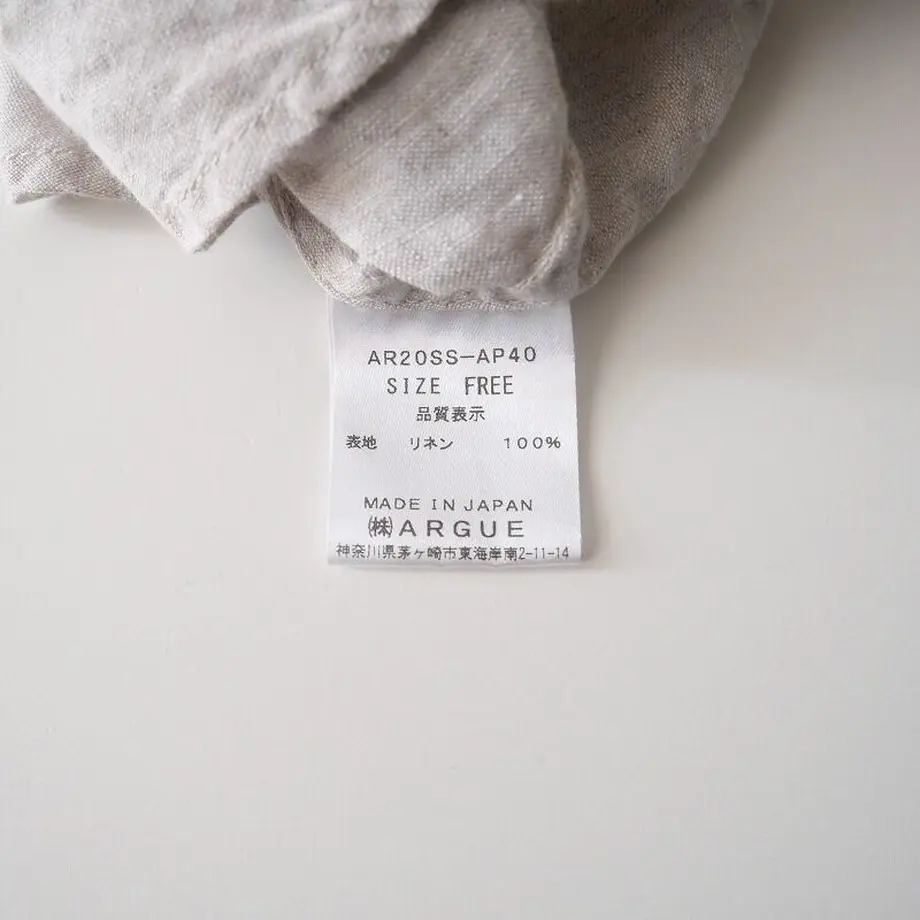 AR20SS-AP40
SIZE FREE
品質表示
表地 リネン 100%
MADE IN JAPAN
㈱ARGUE
神奈川県茅ヶ崎市東海岸南2-11-14